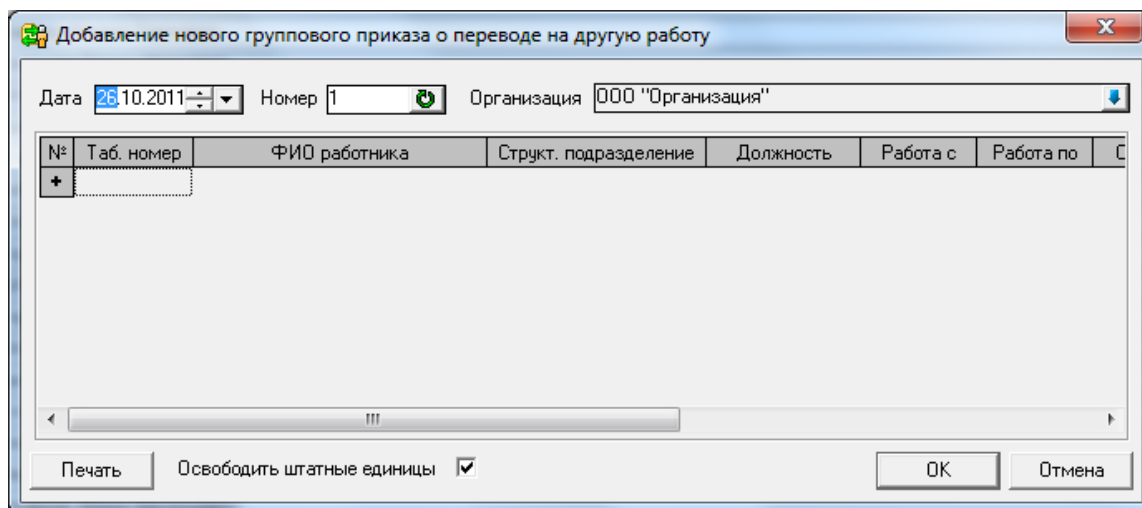 Добавление нового группового приказа о переводе на другую работу
Дата 26.10.2011 Номер 1 Организация ООО "Организация"
№ Таб. номер ФИО работника Структ. подразделение Должность Работа с Работа по
Печать Освободить штатные единицы OK Отмена